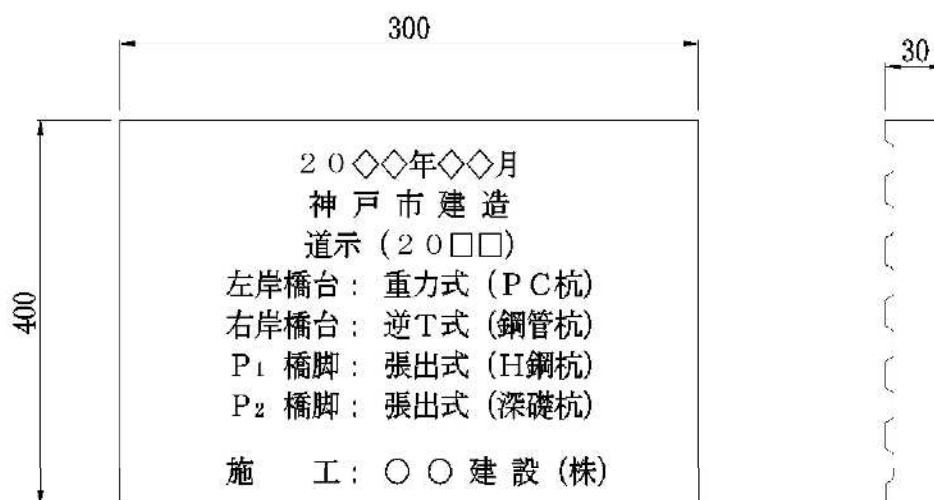 300
30
400
20◇◇年◇◇月
神戸市建造
道示(20□□)
左岸橋台:重力式(PC杭)
右岸橋台:逆T式(鋼管杭)
P1 橋脚:張出式(H鋼杭)
P2 橋脚:張出式(深礎杭)
施 工:○○建設(株)